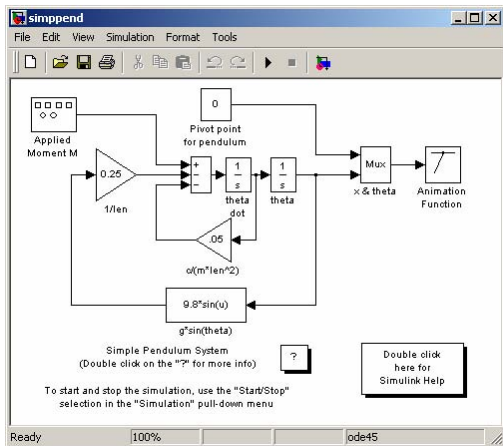 simppend
File Edit View Simulation Format Tools
0
Pivot point
for pendulum
Applied
Moment M
0.25
1/len
+
-
-
1
s
theta
dot
1
s
theta
Mux
x & theta
Animation
Function
.05
c/(m*len^2)
9.8*sin(u)
g*sin(theta)
Simple Pendulum System
(Double click on the "?" for more info)
?
Double click
here for
Simulink Help
To start and stop the simulation, use the "Start/Stop"
selection in the "Simulation" pull-down menu
Ready 100% ode45